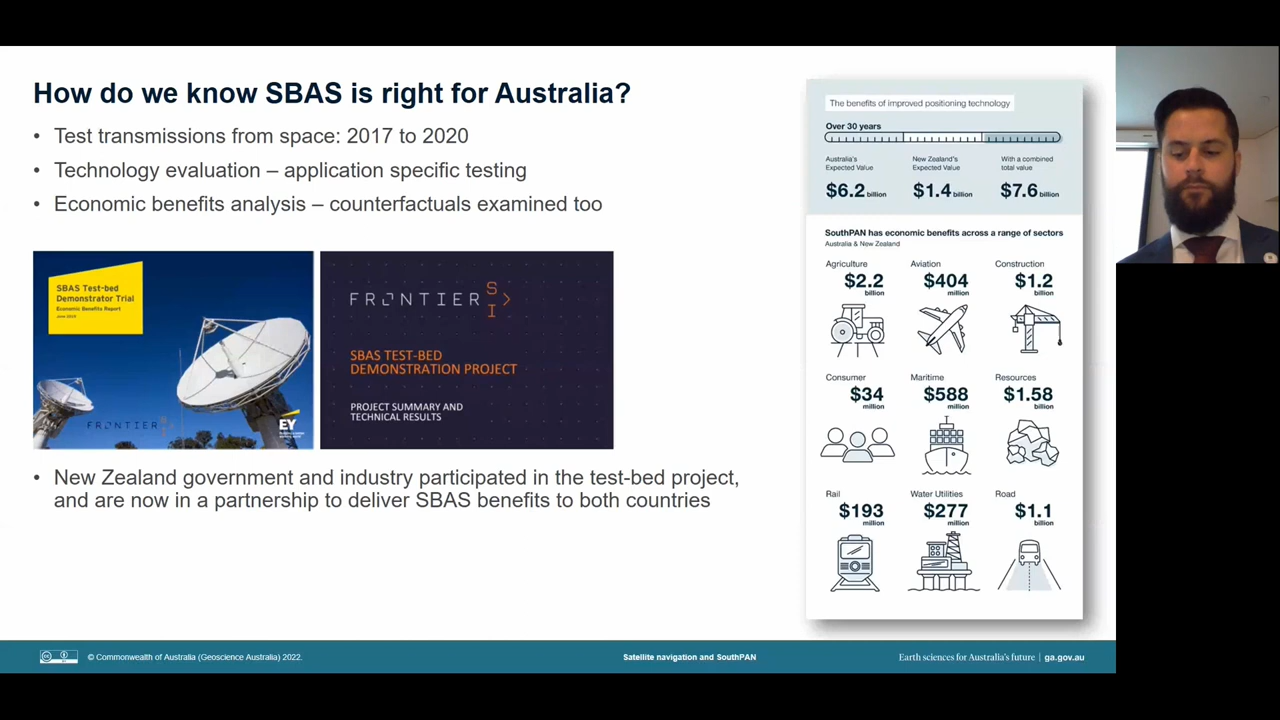 How do we know SBAS is right for Australia?
• Test transmissions from space: 2017 to 2020
• Technology evaluation – application specific testing
• Economic benefits analysis – counterfactuals examined too
SBAS Test-bed
Demonstrator Trial
Economic Benefits Report
June 2019
FRONTIER SI
EY
FRONTIER SI
SBAS TEST-BED
DEMONSTRATION PROJECT
PROJECT SUMMARY AND
TECHNICAL RESULTS
• New Zealand government and industry participated in the test-bed project,
and are now in a partnership to deliver SBAS benefits to both countries
The benefits of improved positioning technology
Over 30 years
Australia's
Expected Value
$6.2 billion
New Zealand's
Expected Value
$1.4 billion
With a combined
total value
$7.6 billion
SouthPAN has economic benefits across a range of sectors
Australia & New Zealand
Agriculture
$2.2
billion
Aviation
$404
million
Construction
$1.2
billion
Consumer
$34
million
Maritime
$588
million
Resources
$1.58
billion
Rail
$193
million
Water Utilities
$277
million
Road
$1.1
billion
© Commonwealth of Australia (Geoscience Australia) 2022.
Satellite navigation and SouthPAN
Earth sciences for Australia's future | ga.gov.au